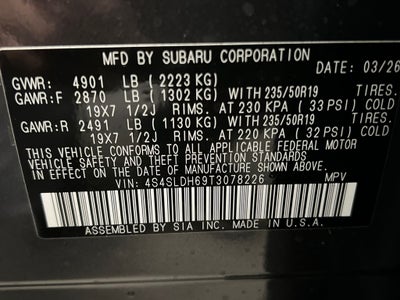 MFD BY SUBARU CORPORATION
DATE: 03/26
GVWR: 4901 LB (2223 KG)
GAWR:F 2870 LB (1302 KG) WITH 235/50R19 TIRES.
19X7 1/2J RIMS. AT 230 KPA (33 PSI) COLD
GAWR:R 2491 LB (1130 KG) WITH 235/50R19 TIRES.
19X7 1/2J RIMS. AT 220 KPA (32 PSI) COLD
THIS VEHICLE CONFORMS TO ALL APPLICABLE FEDERAL MOTOR
VEHICLE SAFETY AND THEFT PREVENTION STANDARDS
IN EFFECT ON THE DATE OF MANUFACTURE SHOWN ABOVE.
VIN: 4S4SLDH69T3078226 MPV
ASSEMBLED BY SIA INC. MADE IN U.S.A.